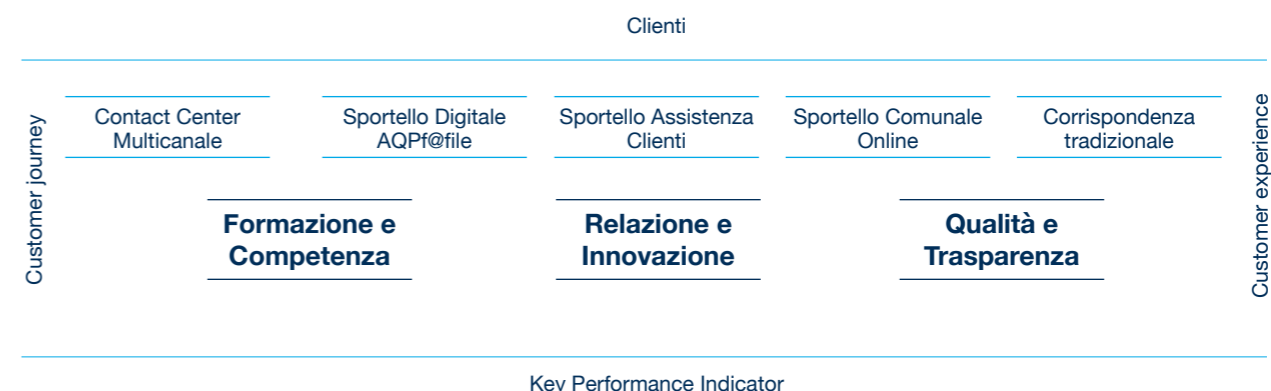 Clienti
Customer journey
Contact Center
Multicanale
Sportello Digitale
AQPf@file
Sportello Assistenza
Clienti
Sportello Comunale
Online
Corrispondenza
tradizionale
Customer experience
Formazione e
Competenza
Relazione e
Innovazione
Qualità e
Trasparenza
Key Performance Indicator